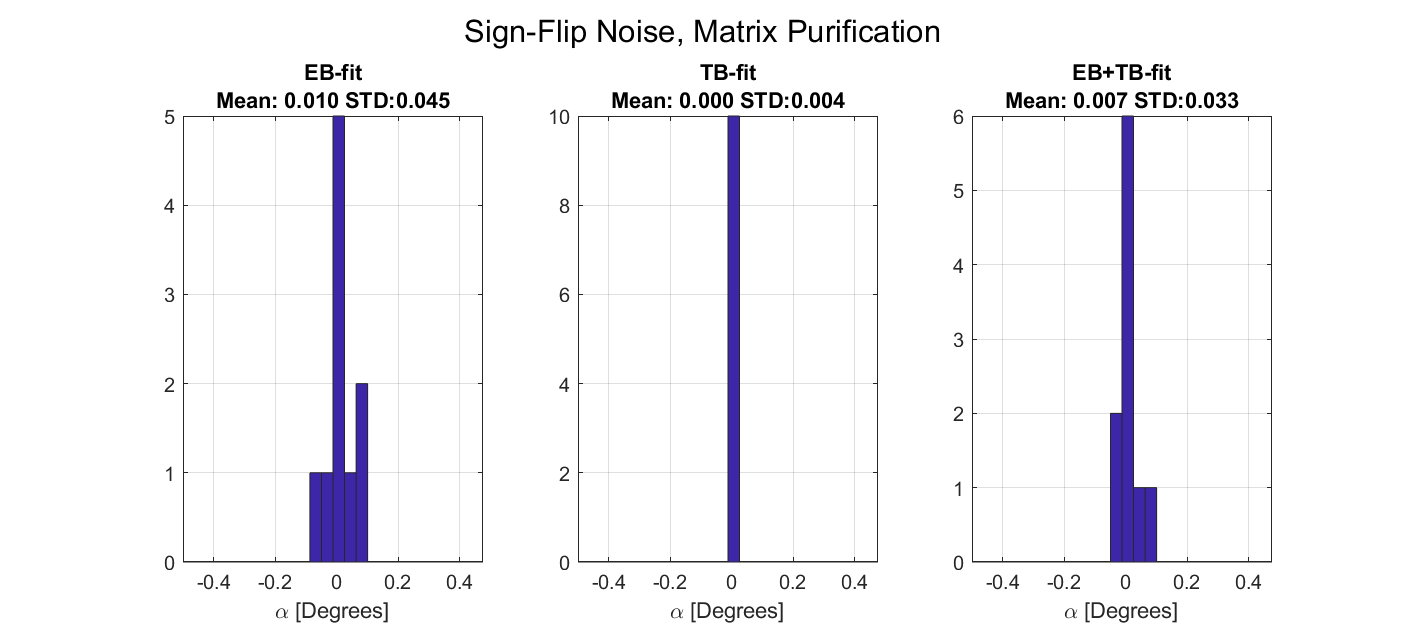 Sign-Flip Noise, Matrix Purification
EB-fit
Mean: 0.010 STD:0.045
5
4
3
2
1
0
-0.4 -0.2 0 0.2 0.4
α [Degrees]
TB-fit
Mean: 0.000 STD:0.004
10
8
6
4
2
0
-0.4 -0.2 0 0.2 0.4
α [Degrees]
EB+TB-fit
Mean: 0.007 STD:0.033
6
5
4
3
2
1
0
-0.4 -0.2 0 0.2 0.4
α [Degrees]